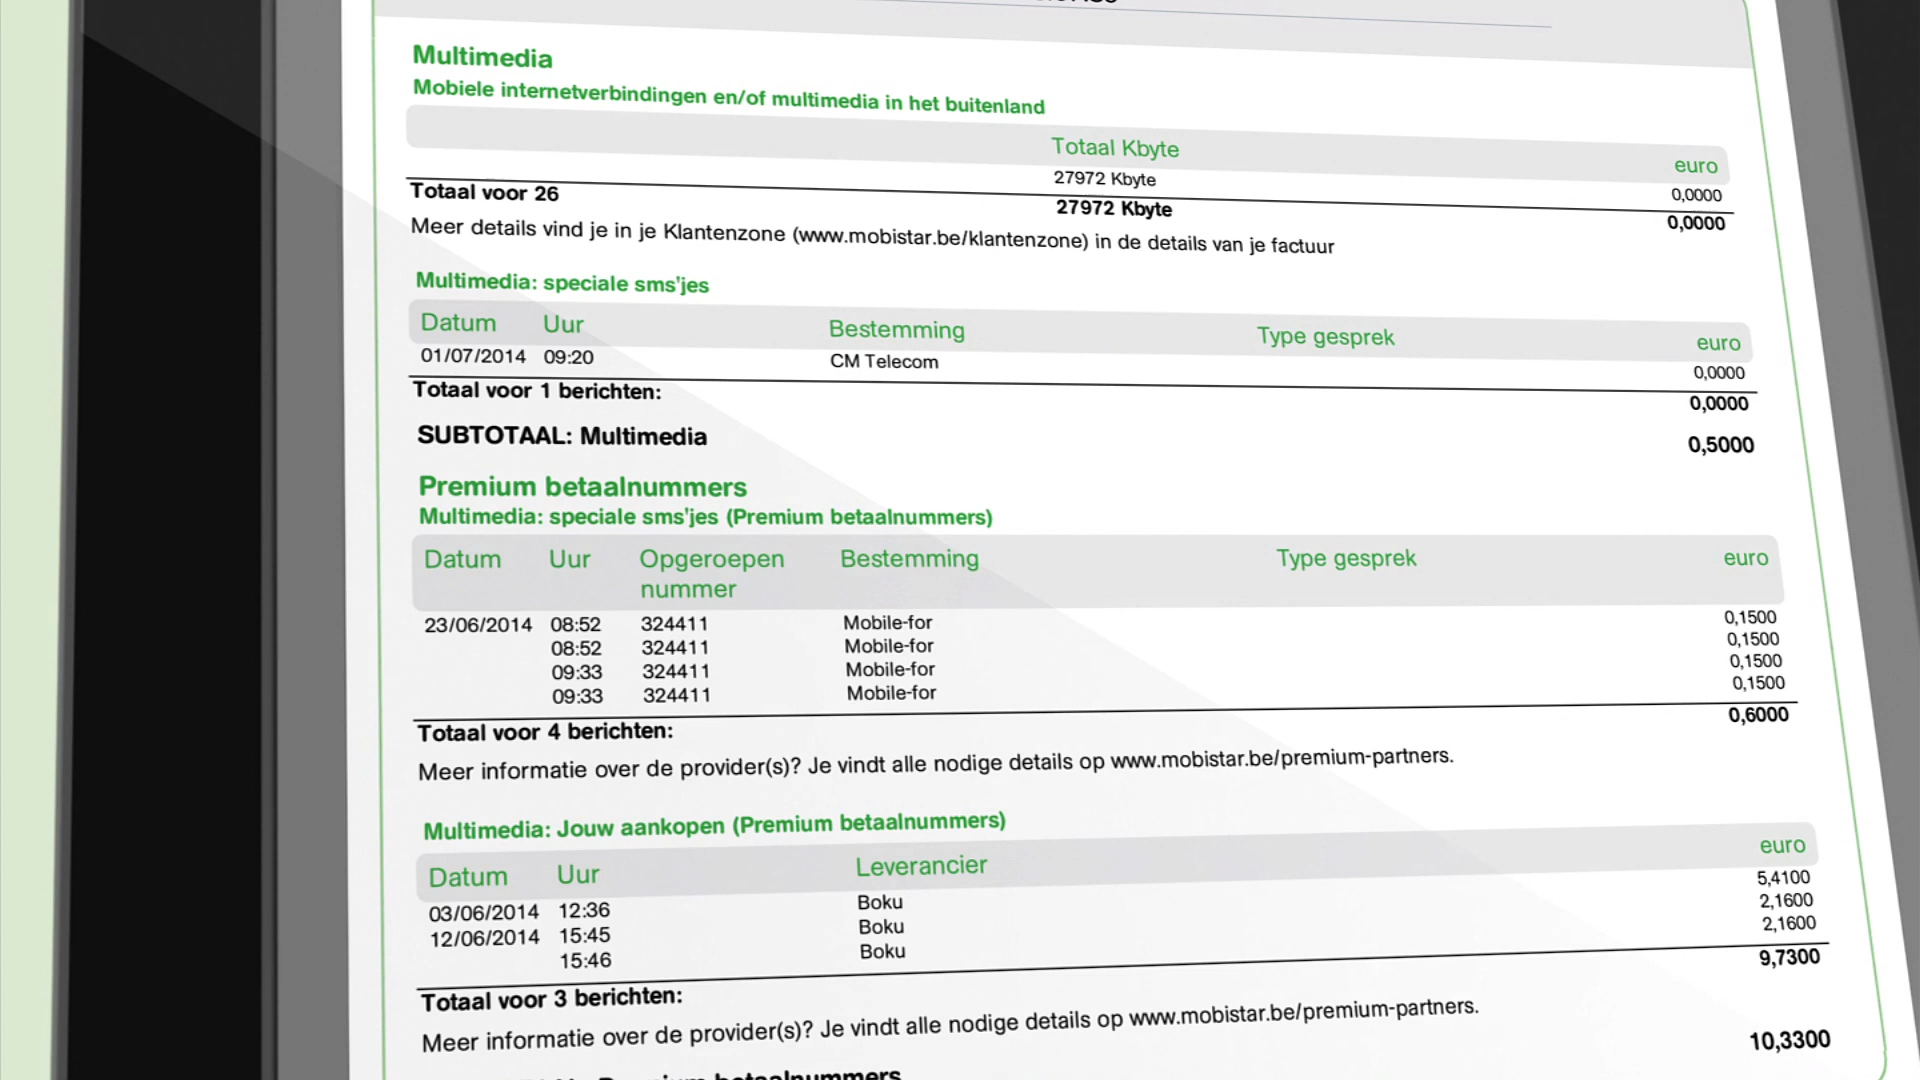 Multimedia
Mobiele internetverbindingen en/of multimedia in het buitenland
Totaal Kbyte euro
27972 Kbyte 0,0000
Totaal voor 26 27972 Kbyte 0,0000
Meer details vind je in je Klantenzone (www.mobistar.be/klantenzone) in de details van je factuur
Multimedia: speciale sms'jes
Datum Uur Bestemming Type gesprek euro
01/07/2014 09:20 CM Telecom 0,0000
Totaal voor 1 berichten: 0,0000
SUBTOTAAL: Multimedia 0,5000
Premium betaalnummers
Multimedia: speciale sms'jes (Premium betaalnummers)
Datum Uur Opgeroepen nummer Bestemming Type gesprek euro
23/06/2014 08:52 324411 Mobile-for 0,1500
08:52 324411 Mobile-for 0,1500
09:33 324411 Mobile-for 0,1500
09:33 324411 Mobile-for 0,1500
Totaal voor 4 berichten: 0,6000
Meer informatie over de provider(s)? Je vindt alle nodige details op www.mobistar.be/premium-partners.
Multimedia: Jouw aankopen (Premium betaalnummers)
Datum Uur Leverancier euro
03/06/2014 12:36 Boku 5,4100
12/06/2014 15:45 Boku 2,1600
15:46 Boku 2,1600
Totaal voor 3 berichten: 9,7300
Meer informatie over de provider(s)? Je vindt alle nodige details op www.mobistar.be/premium-partners.
Premium betaalnummers 10,3300